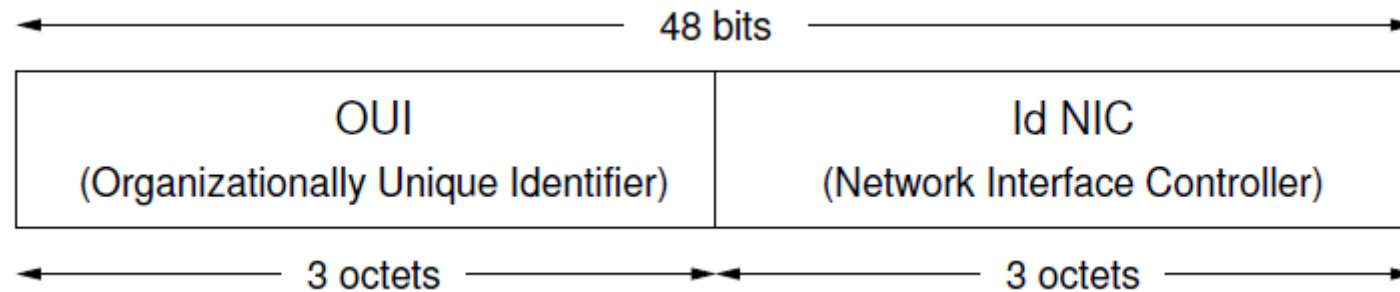 48 bits
OUI
(Organizationally Unique Identifier)
Id NIC
(Network Interface Controller)
3 octets
3 octets